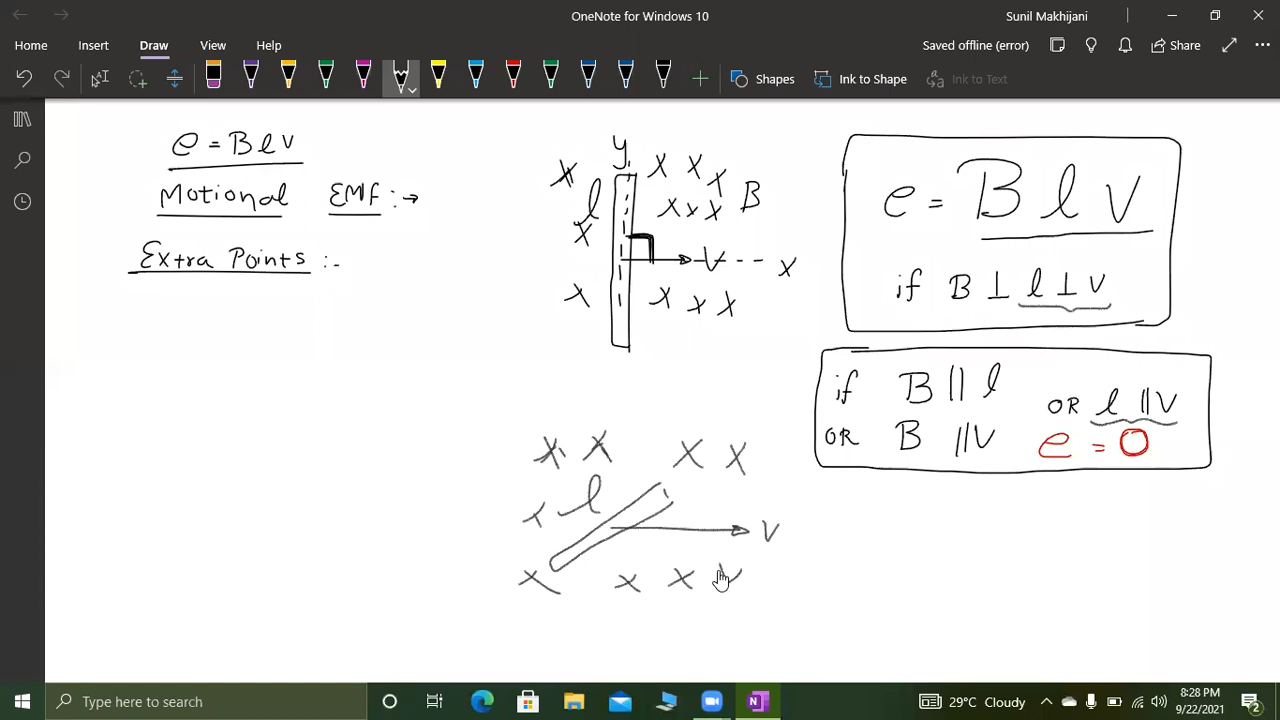 OneNote for Windows 10
Sunil Makhijani
Home Insert Draw View Help
Saved offline (error)
Share
Shapes
Ink to Shape
Ink to Text
e = B l v
Motional EMF :→
Extra Points :-
y
x x x x
l x x x B
x
V x
x x x x
e = B l v
if B ⊥ l ⊥ v
if B || l OR l || V
OR B || V e = 0
x x x x
x l
V
x x x x
Type here to search
29°C Cloudy
8:28 PM
9/22/2021
2